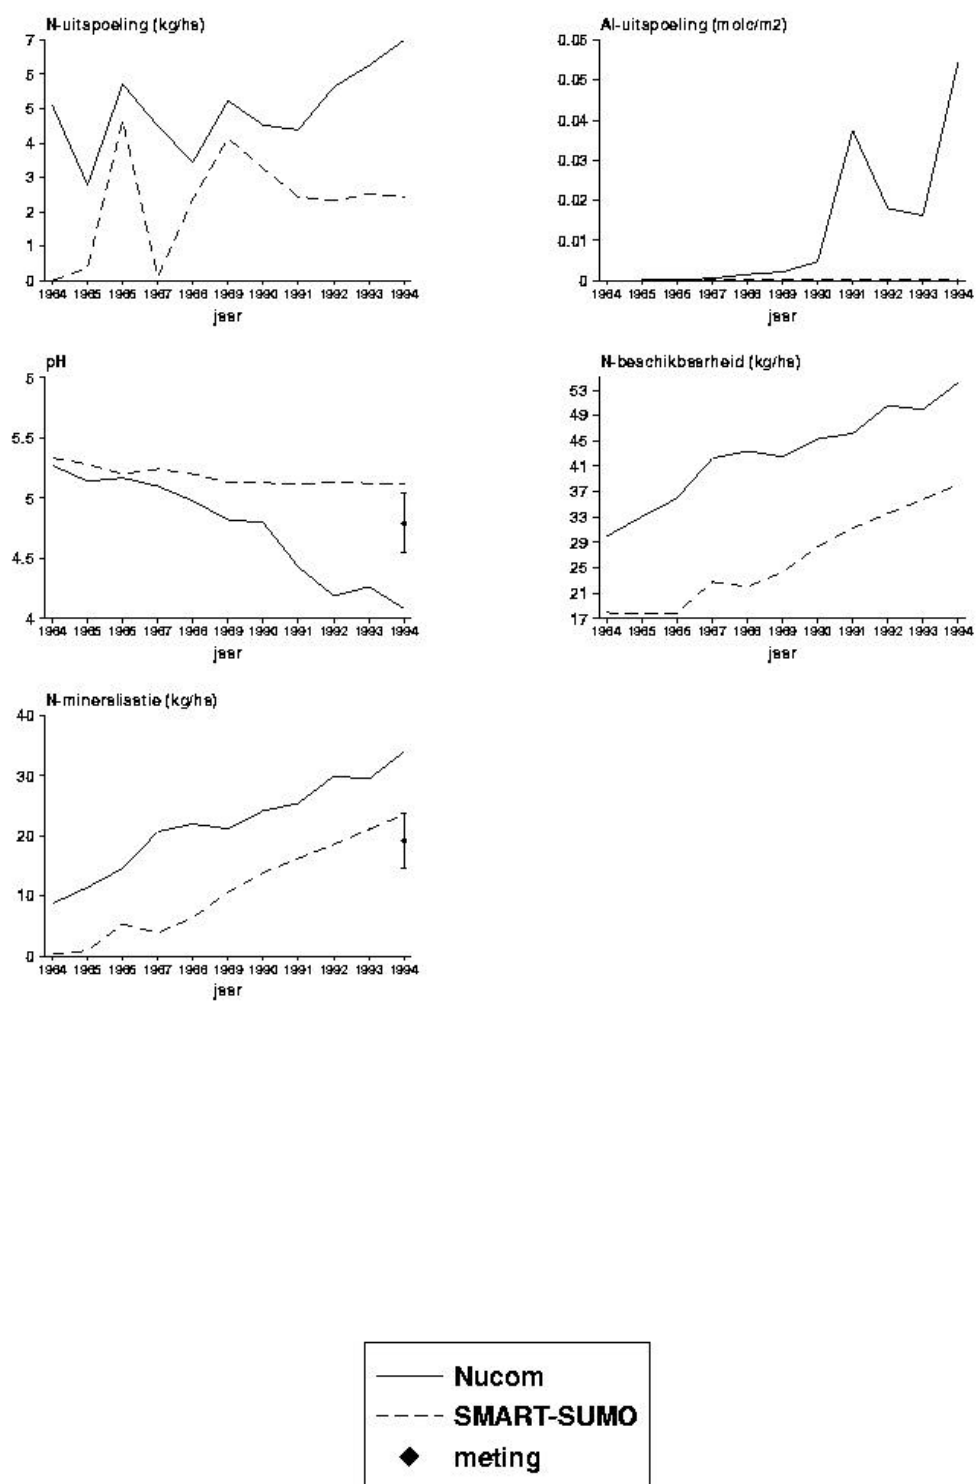 N-uitspoeling (kg/ha)
7
6
5
4
3
2
1
0
1984 1985 1986 1987 1988 1989 1990 1991 1992 1993 1994
jaar
Al-uitspoeling (molc/m2)
0.06
0.05
0.04
0.03
0.02
0.01
0
1984 1985 1986 1987 1988 1989 1990 1991 1992 1993 1994
jaar
pH
6
5.5
5
4.5
4
1984 1985 1986 1987 1988 1989 1990 1991 1992 1993 1994
jaar
N-beschikbaarheid (kg/ha)
53
49
45
41
37
33
29
25
21
17
1984 1985 1986 1987 1988 1989 1990 1991 1992 1993 1994
jaar
N-mineralisatie (kg/ha)
40
30
20
10
0
1984 1985 1986 1987 1988 1989 1990 1991 1992 1993 1994
jaar
Nucom
SMART-SUMO
meting